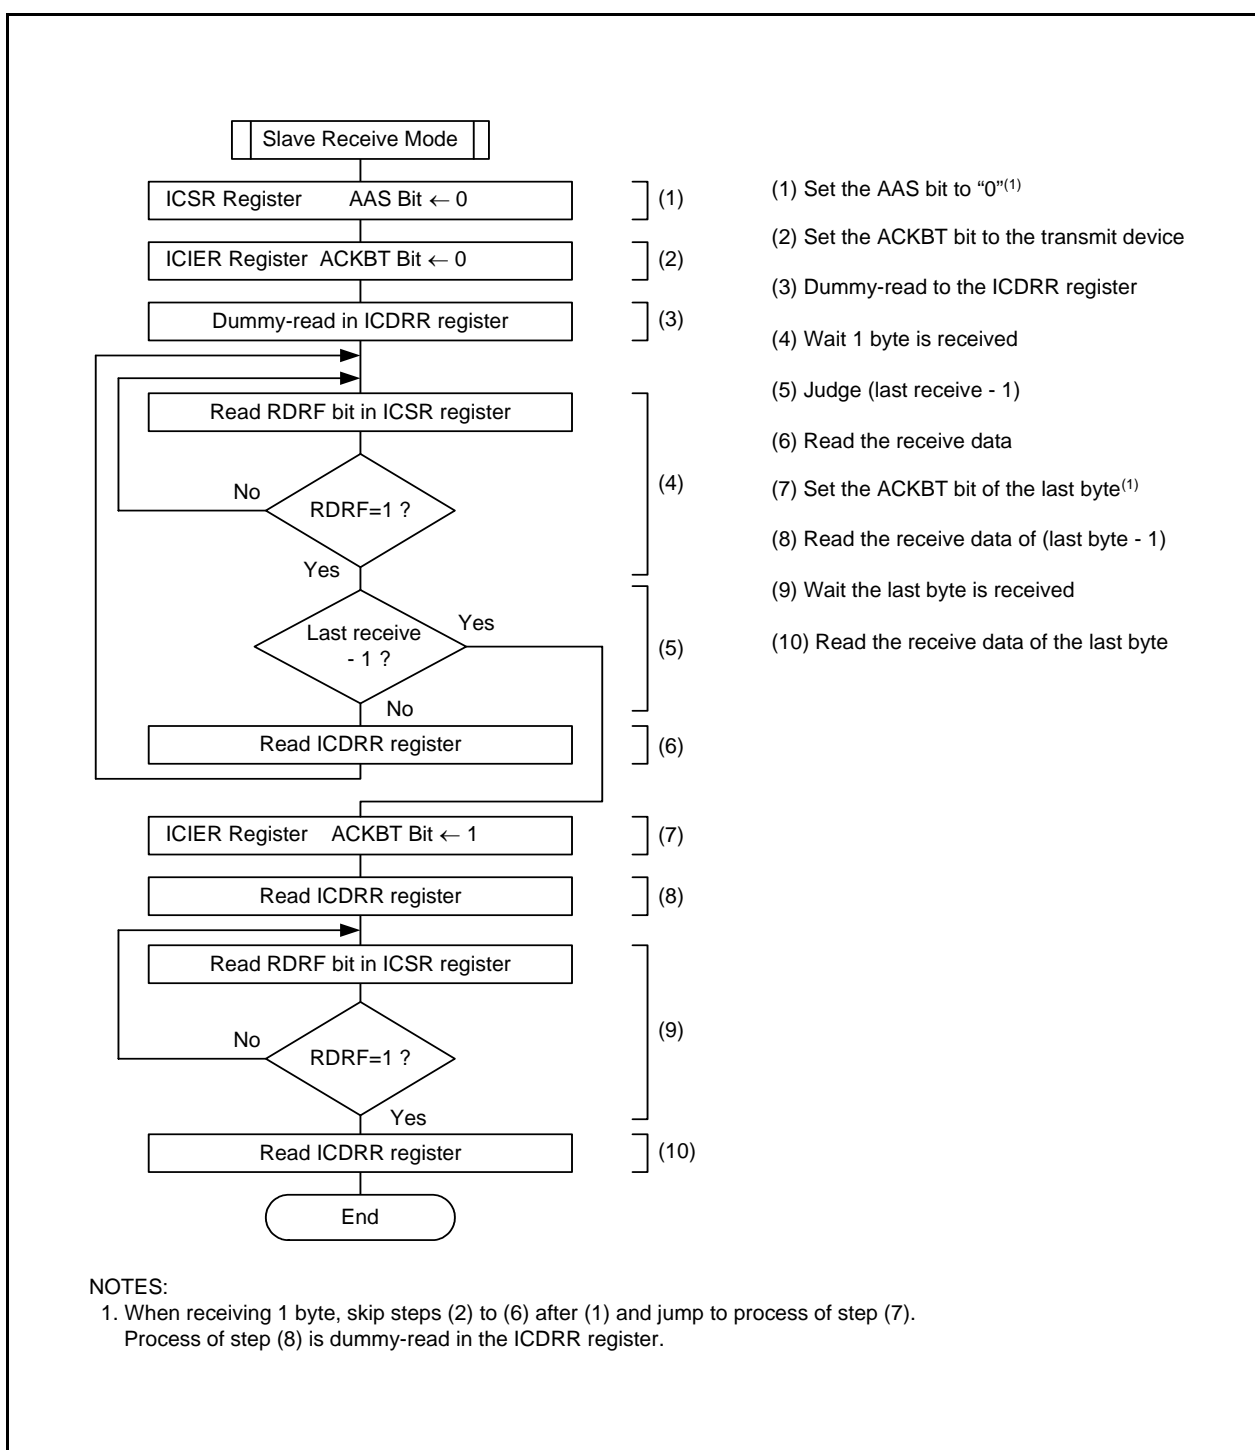 Slave Receive Mode
ICSR Register AAS Bit ← 0
(1)
ICIER Register ACKBT Bit ← 0
(2)
Dummy-read in ICDRR register
(3)
Read RDRF bit in ICSR register
RDRF=1 ?
No
Yes
(4)
Last receive
- 1 ?
Yes
No
(5)
Read ICDRR register
(6)
ICIER Register ACKBT Bit ← 1
(7)
Read ICDRR register
(8)
Read RDRF bit in ICSR register
No
RDRF=1 ?
Yes
(9)
Read ICDRR register
(10)
End
(1) Set the AAS bit to “0”(1)
(2) Set the ACKBT bit to the transmit device
(3) Dummy-read to the ICDRR register
(4) Wait 1 byte is received
(5) Judge (last receive - 1)
(6) Read the receive data
(7) Set the ACKBT bit of the last byte(1)
(8) Read the receive data of (last byte - 1)
(9) Wait the last byte is received
(10) Read the receive data of the last byte
NOTES:
1. When receiving 1 byte, skip steps (2) to (6) after (1) and jump to process of step (7).
Process of step (8) is dummy-read in the ICDRR register.